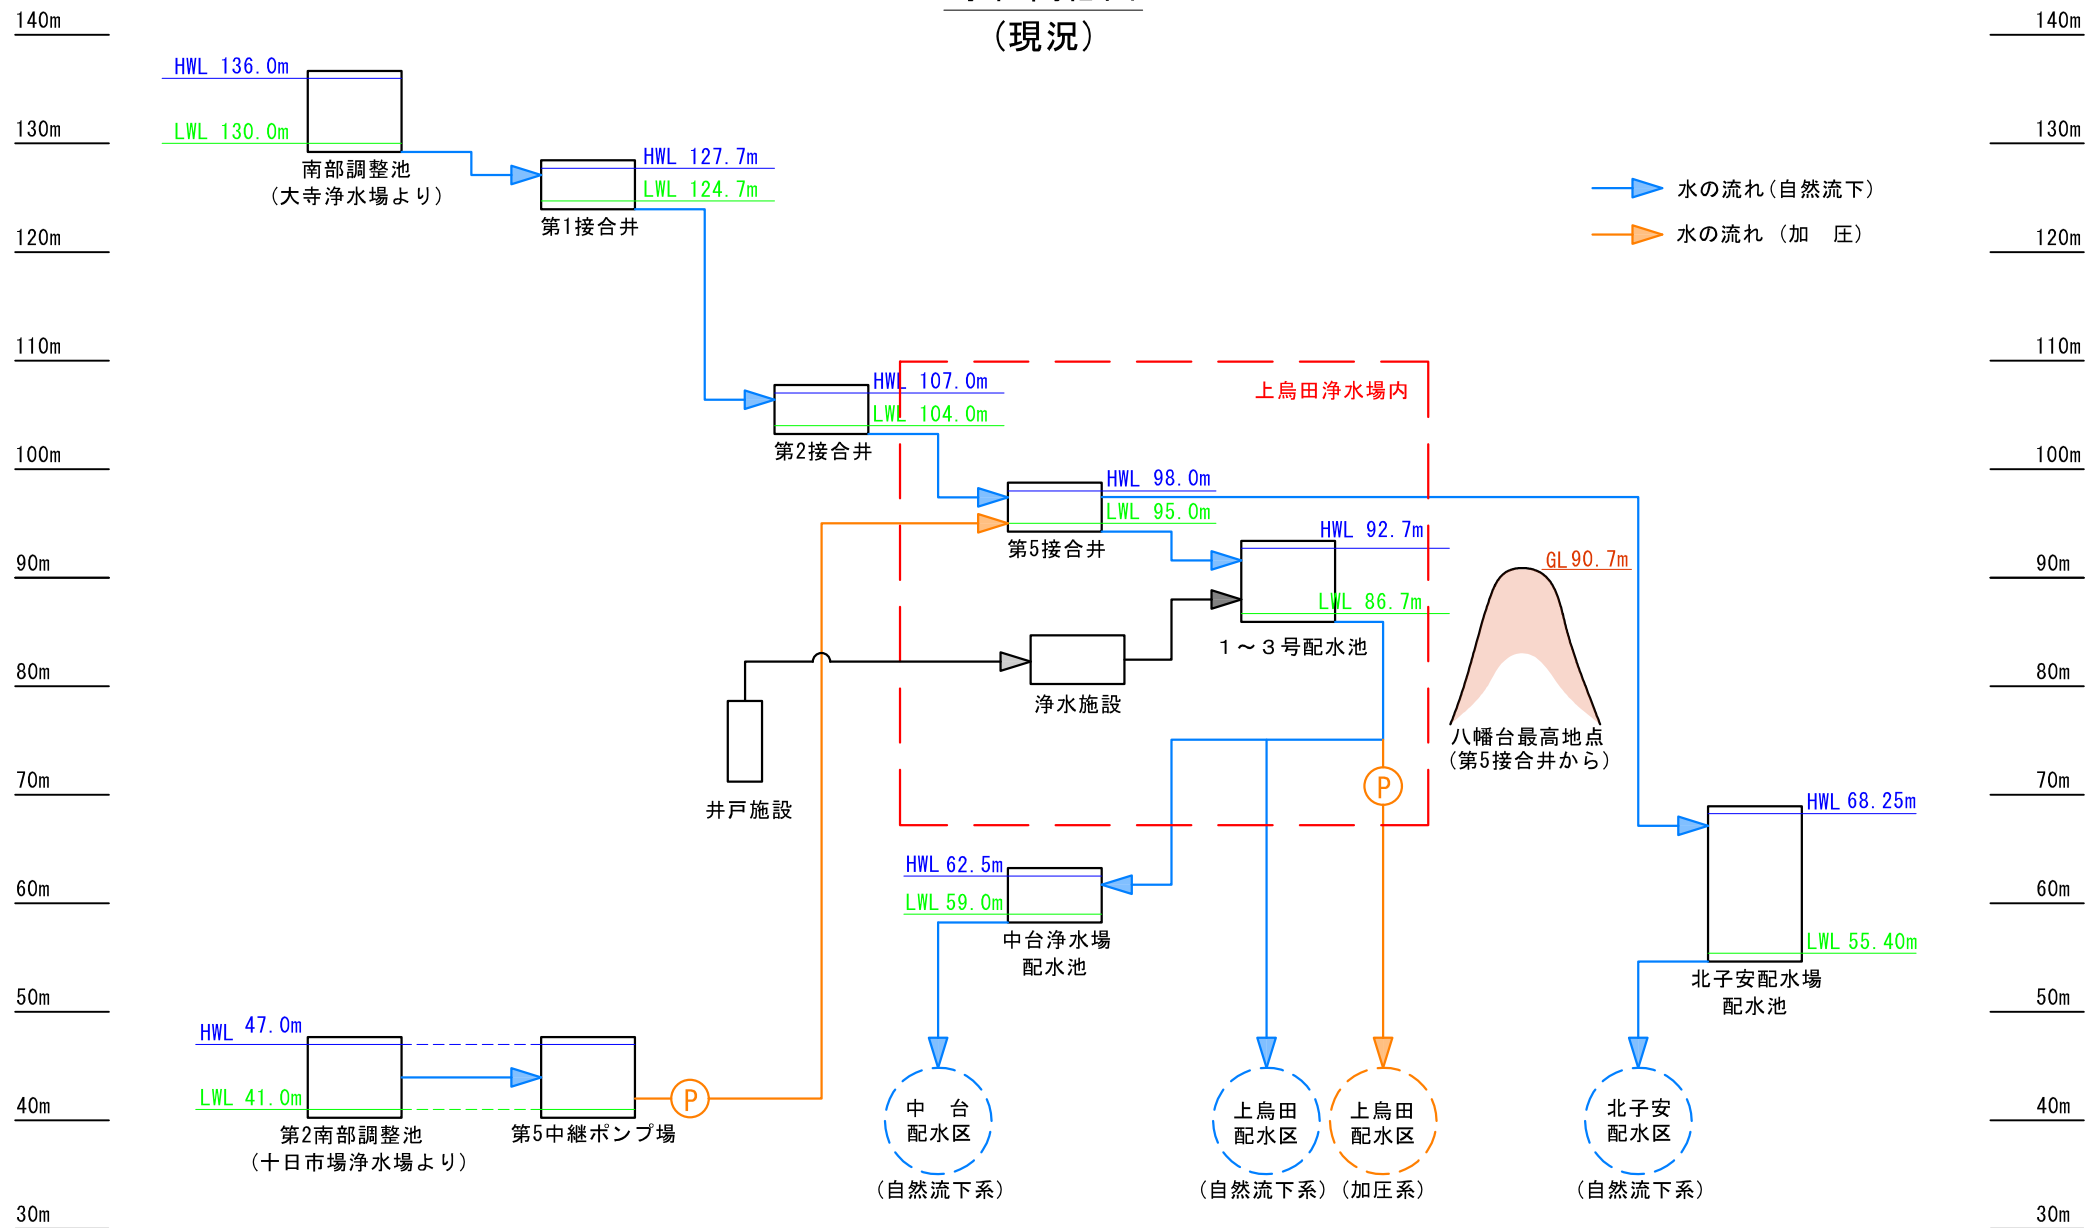 (現況)
140m
130m
120m
110m
100m
90m
80m
70m
60m
50m
40m
30m
140m
130m
120m
110m
100m
90m
80m
70m
60m
50m
40m
30m
HWL 136.0m
LWL 130.0m
南部調整池
(大寺浄水場より)
HWL 127.7m
LWL 124.7m
第1接合井
水の流れ(自然流下)
水の流れ (加 圧)
HWL 107.0m
LWL 104.0m
第2接合井
上烏田浄水場内
HWL 98.0m
LWL 95.0m
第5接合井
HWL 92.7m
LWL 86.7m
1~3号配水池
GL 90.7m
八幡台最高地点
(第5接合井から)
浄水施設
井戸施設
P
HWL 68.25m
LWL 55.40m
北子安配水場
配水池
HWL 62.5m
LWL 59.0m
中台浄水場
配水池
HWL 47.0m
LWL 41.0m
第2南部調整池
(十日市場浄水場より)
第5中継ポンプ場
P
中 台
配水区
(自然流下系)
上烏田
配水区
(自然流下系)
上烏田
配水区
(加圧系)
北子安
配水区
(自然流下系)